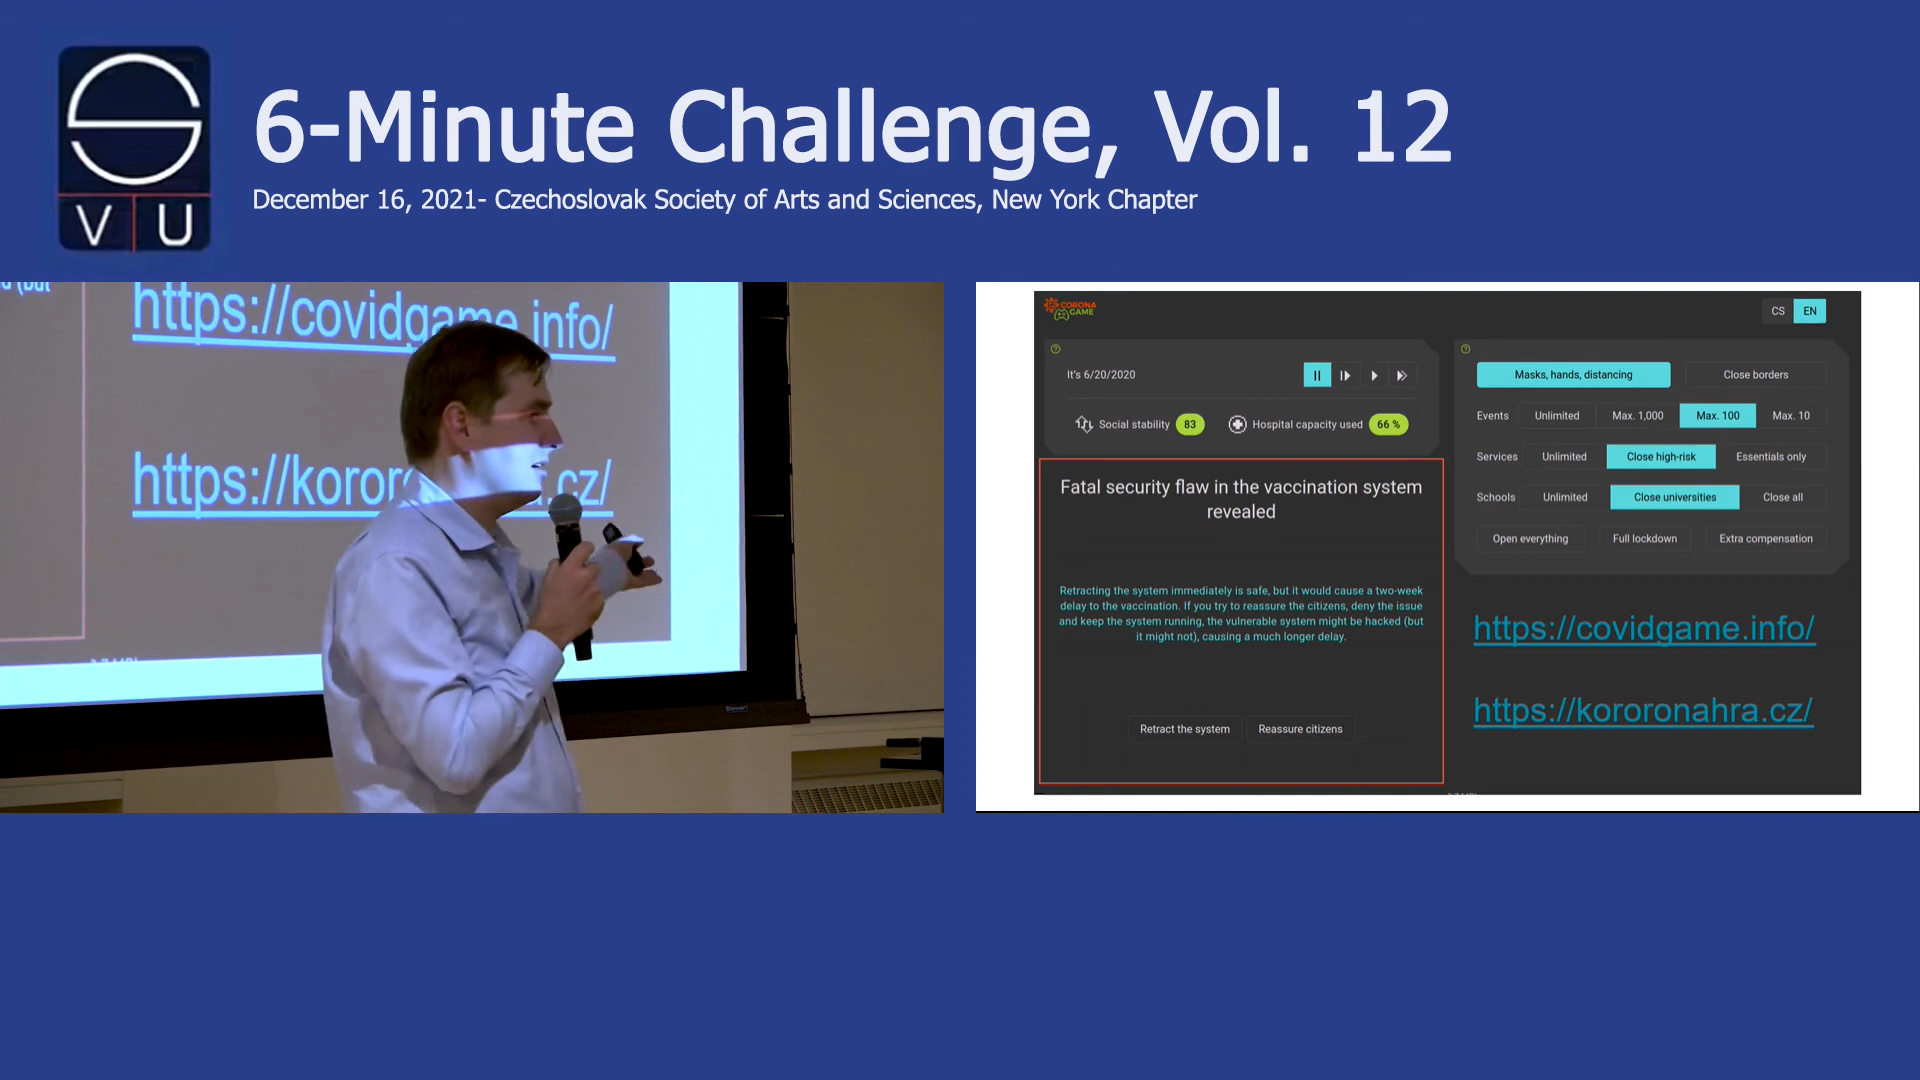 S
V U
6-Minute Challenge, Vol. 12
December 16, 2021- Czechoslovak Society of Arts and Sciences, New York Chapter
(but
https://covidgame.info/
https://koror .cz/
CORONA
GAME
CS EN
It's 6/20/2020
Social stability 83 Hospital capacity used 66 %
Fatal security flaw in the vaccination system
revealed
Retracting the system immediately is safe, but it would cause a two-week
delay to the vaccination. If you try to reassure the citizens, deny the issue
and keep the system running, the vulnerable system might be hacked (but
it might not), causing a much longer delay.
Retract the system Reassure citizens
Masks, hands, distancing Close borders
Events Unlimited Max. 1,000 Max. 100 Max. 10
Services Unlimited Close high-risk Essentials only
Schools Unlimited Close universities Close all
Open everything Full lockdown Extra compensation
https://covidgame.info/
https://kororonahra.cz/